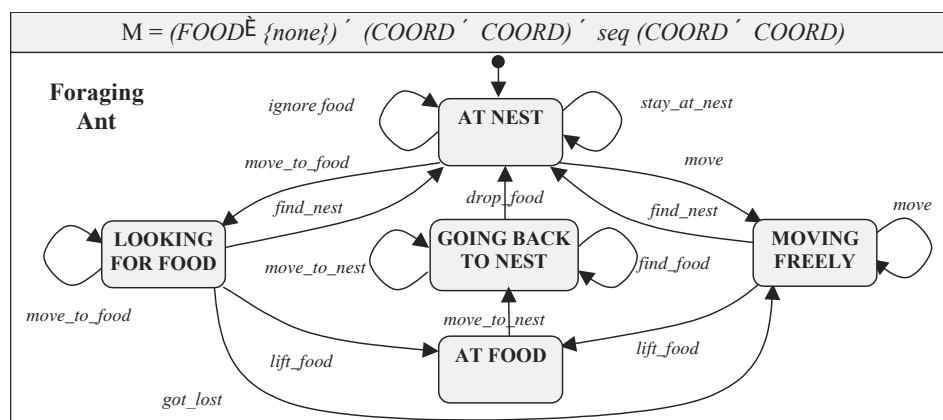 M = (FOODÈ {none}) ´ (COORD ´ COORD) ´ seq (COORD ´ COORD)
Foraging
Ant
ignore food
AT NEST
stay_at_nest
move_to_food
move
find_nest
drop_food
find_nest
move
LOOKING
FOR FOOD
GOING BACK
TO NEST
MOVING
FREELY
move_to_nest
find_food
move_to_food
move_to_nest
lift_food
AT FOOD
lift_food
got_lost